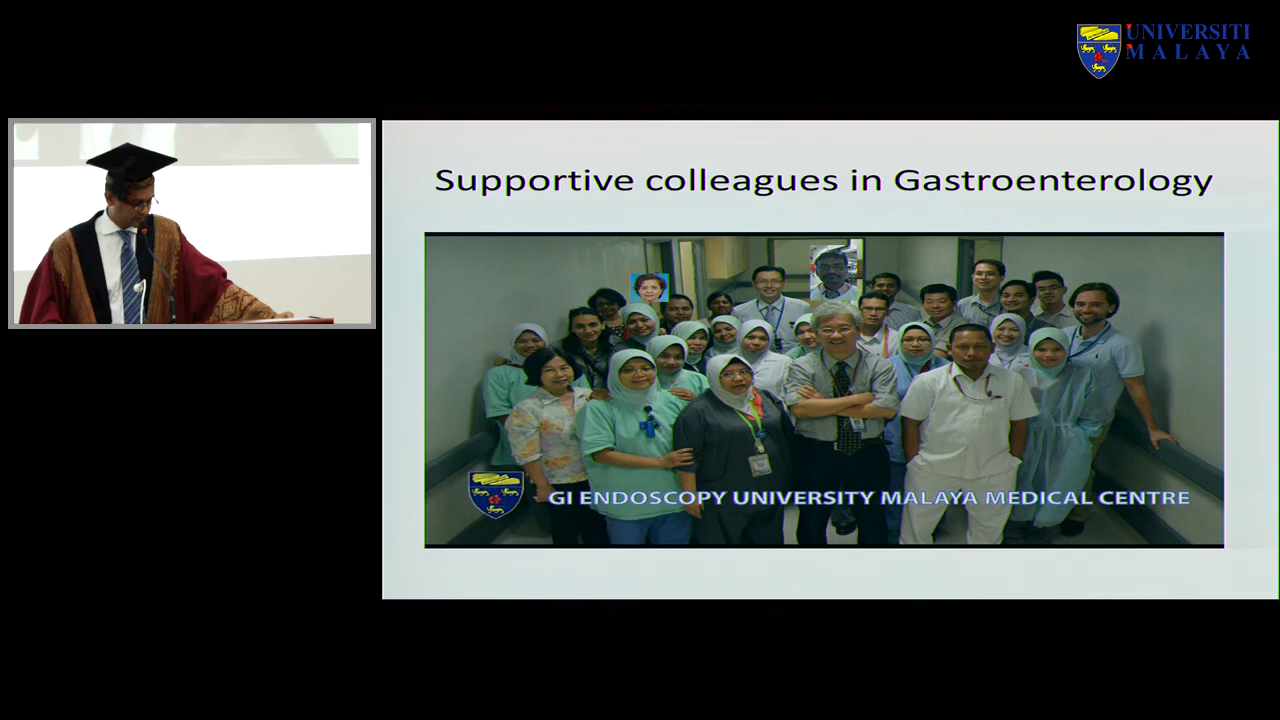 UNIVERSITI
MALAYA
Supportive colleagues in Gastroenterology
GI ENDOSCOPY UNIVERSITY MALAYA MEDICAL CENTRE